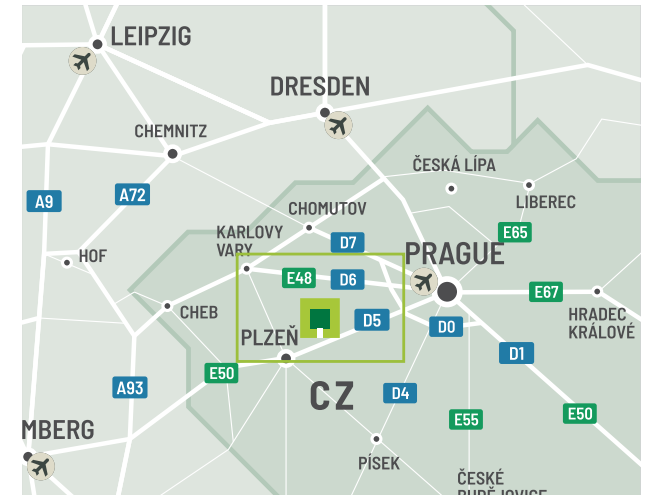 LEIPZIG
DRESDEN
CHEMNITZ
ČESKÁ LÍPA
A72
A9
LIBEREC
CHOMUTOV
KARLOVY
VARY
E65
D7
PRAGUE
HOF
E48
D6
E67
CHEB
D5
HRADEC
KRÁLOVÉ
D0
PLZEŇ
D1
E50
A93
CZ
D4
E55
E50
MBERG
PÍSEK
ČESKÉ
BUDĚJOVICE